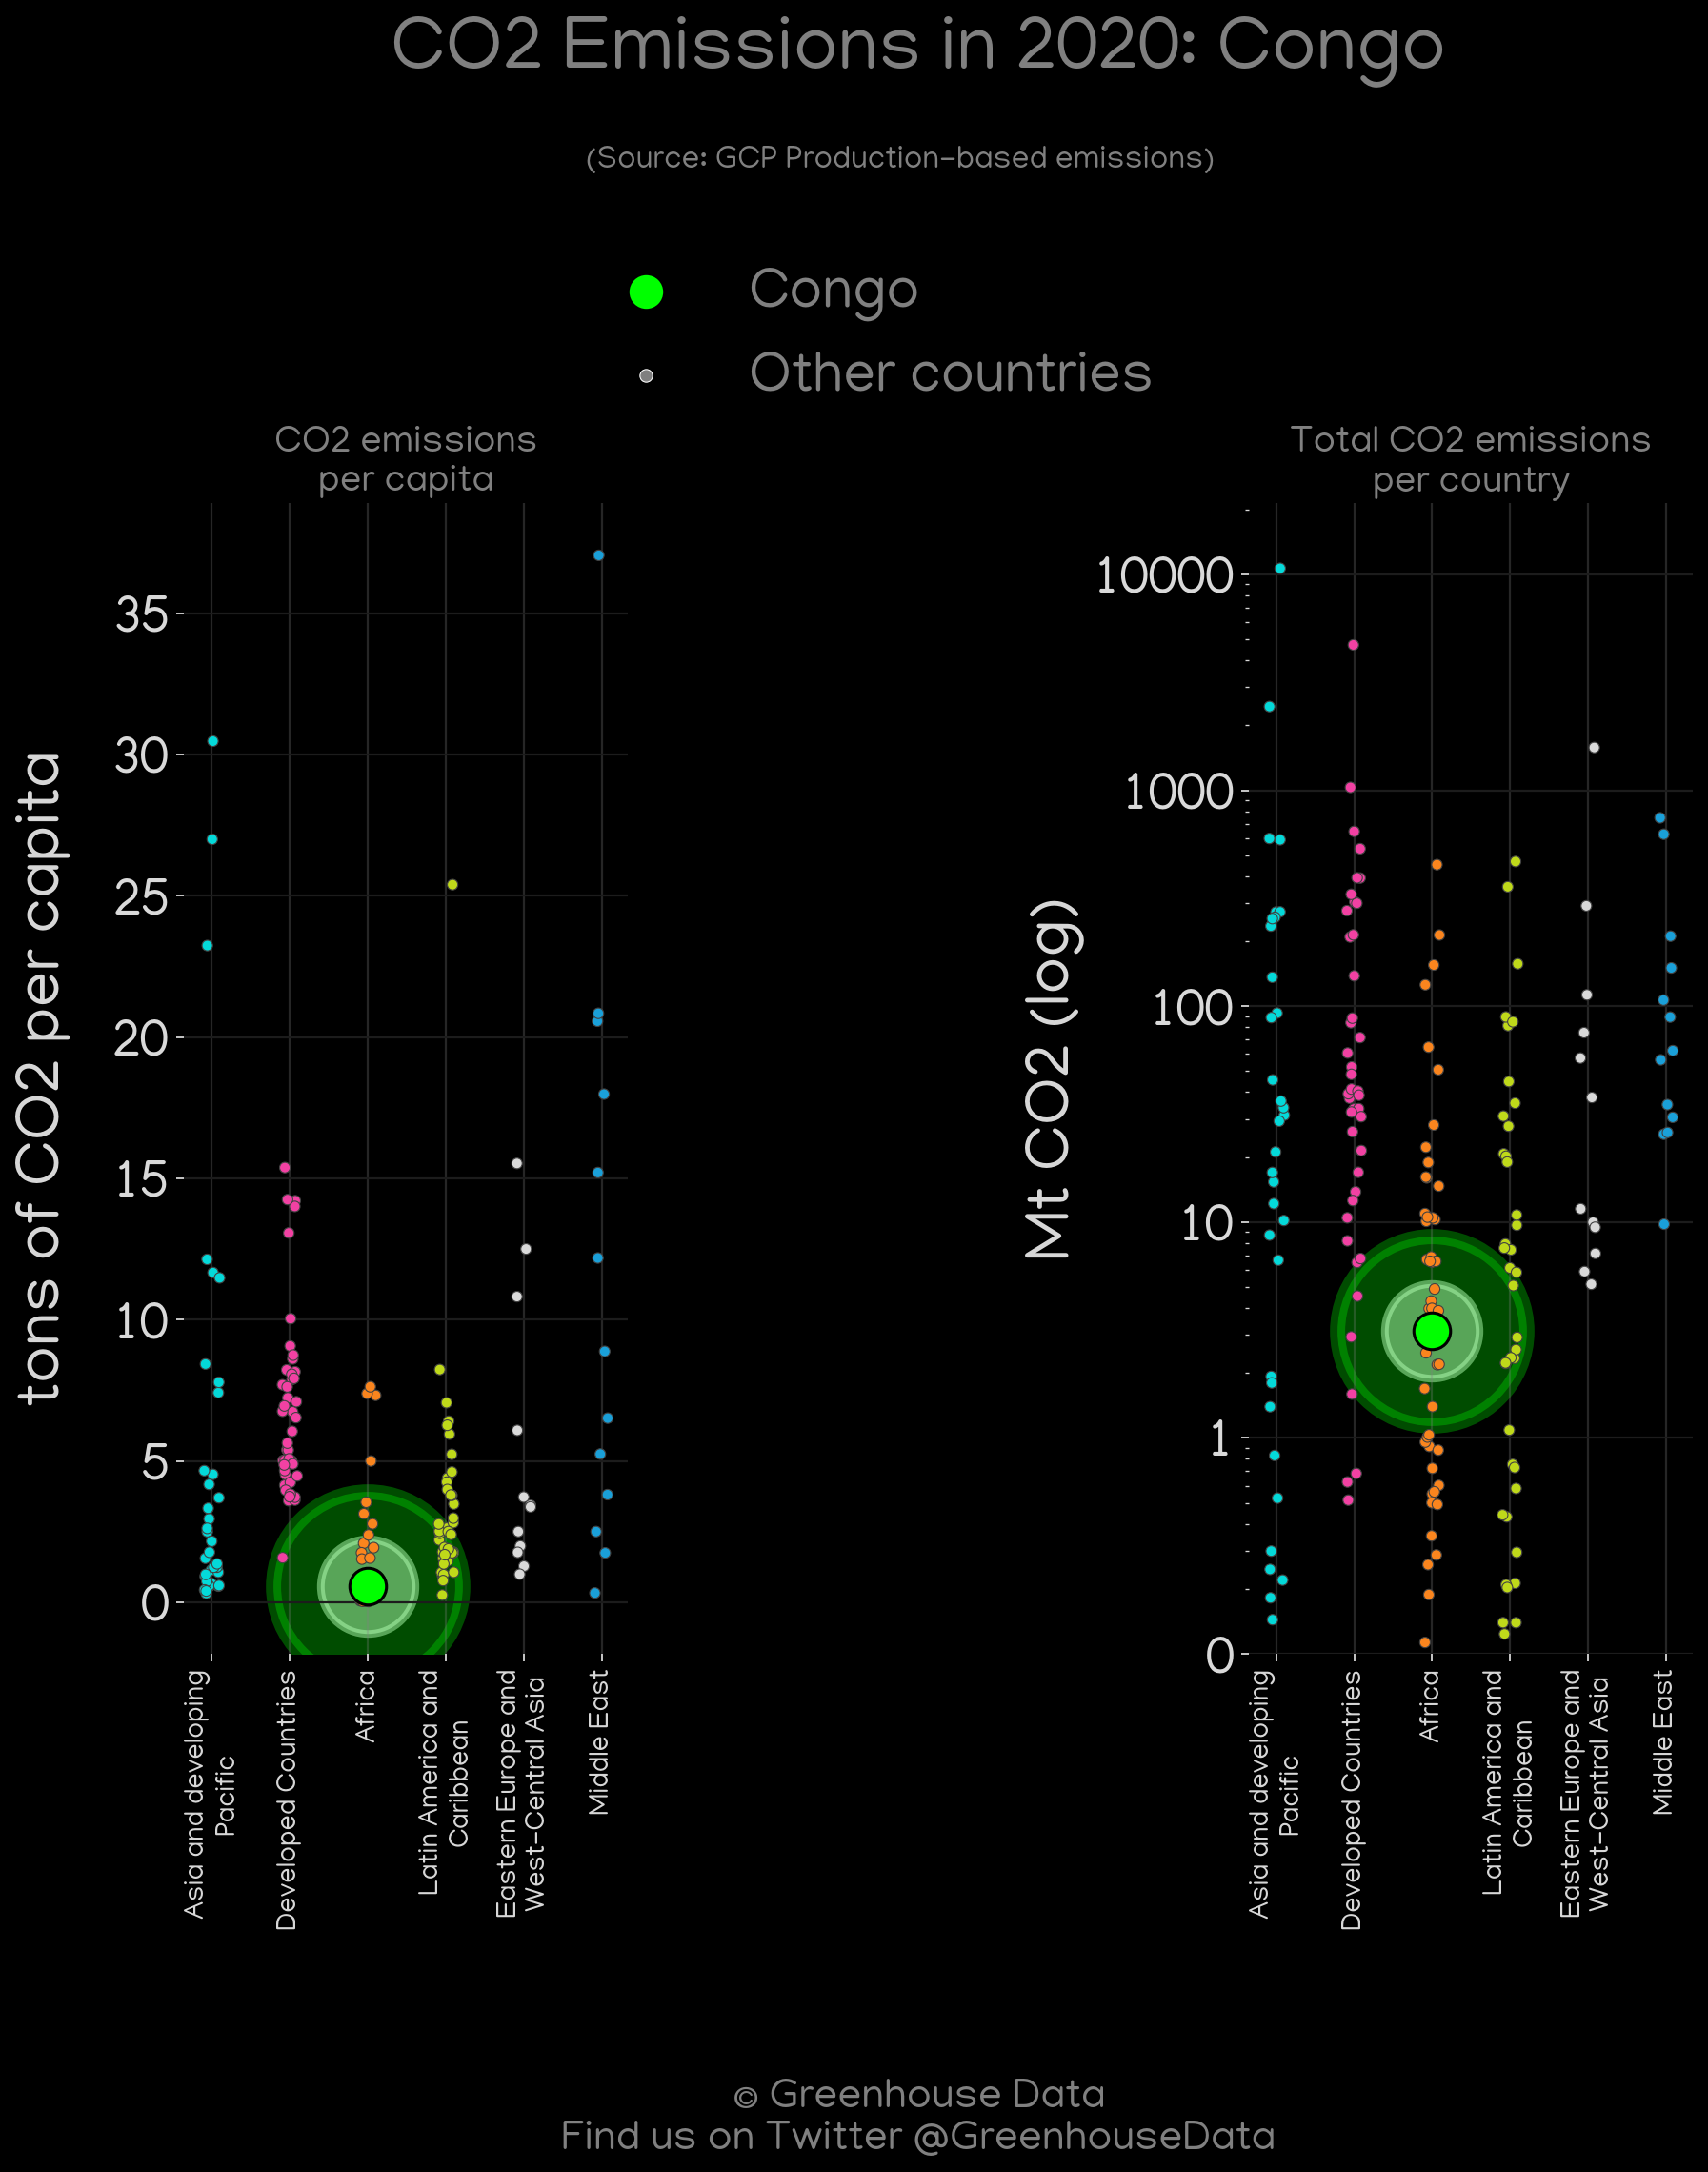 CO2 Emissions in 2020: Congo
(Source: GCP Production-based emissions)
Congo
Other countries
CO2 emissions
per capita
tons of CO2 per capita
35
30
25
20
15
10
5
0
Asia and developing
Pacific
Developed Countries
Africa
Latin America and
Caribbean
Eastern Europe and
West-Central Asia
Middle East
Total CO2 emissions
per country
Mt CO2 (log)
10000
1000
100
10
1
0
Asia and developing
Pacific
Developed Countries
Africa
Latin America and
Caribbean
Eastern Europe and
West-Central Asia
Middle East
© Greenhouse Data
Find us on Twitter @GreenhouseData